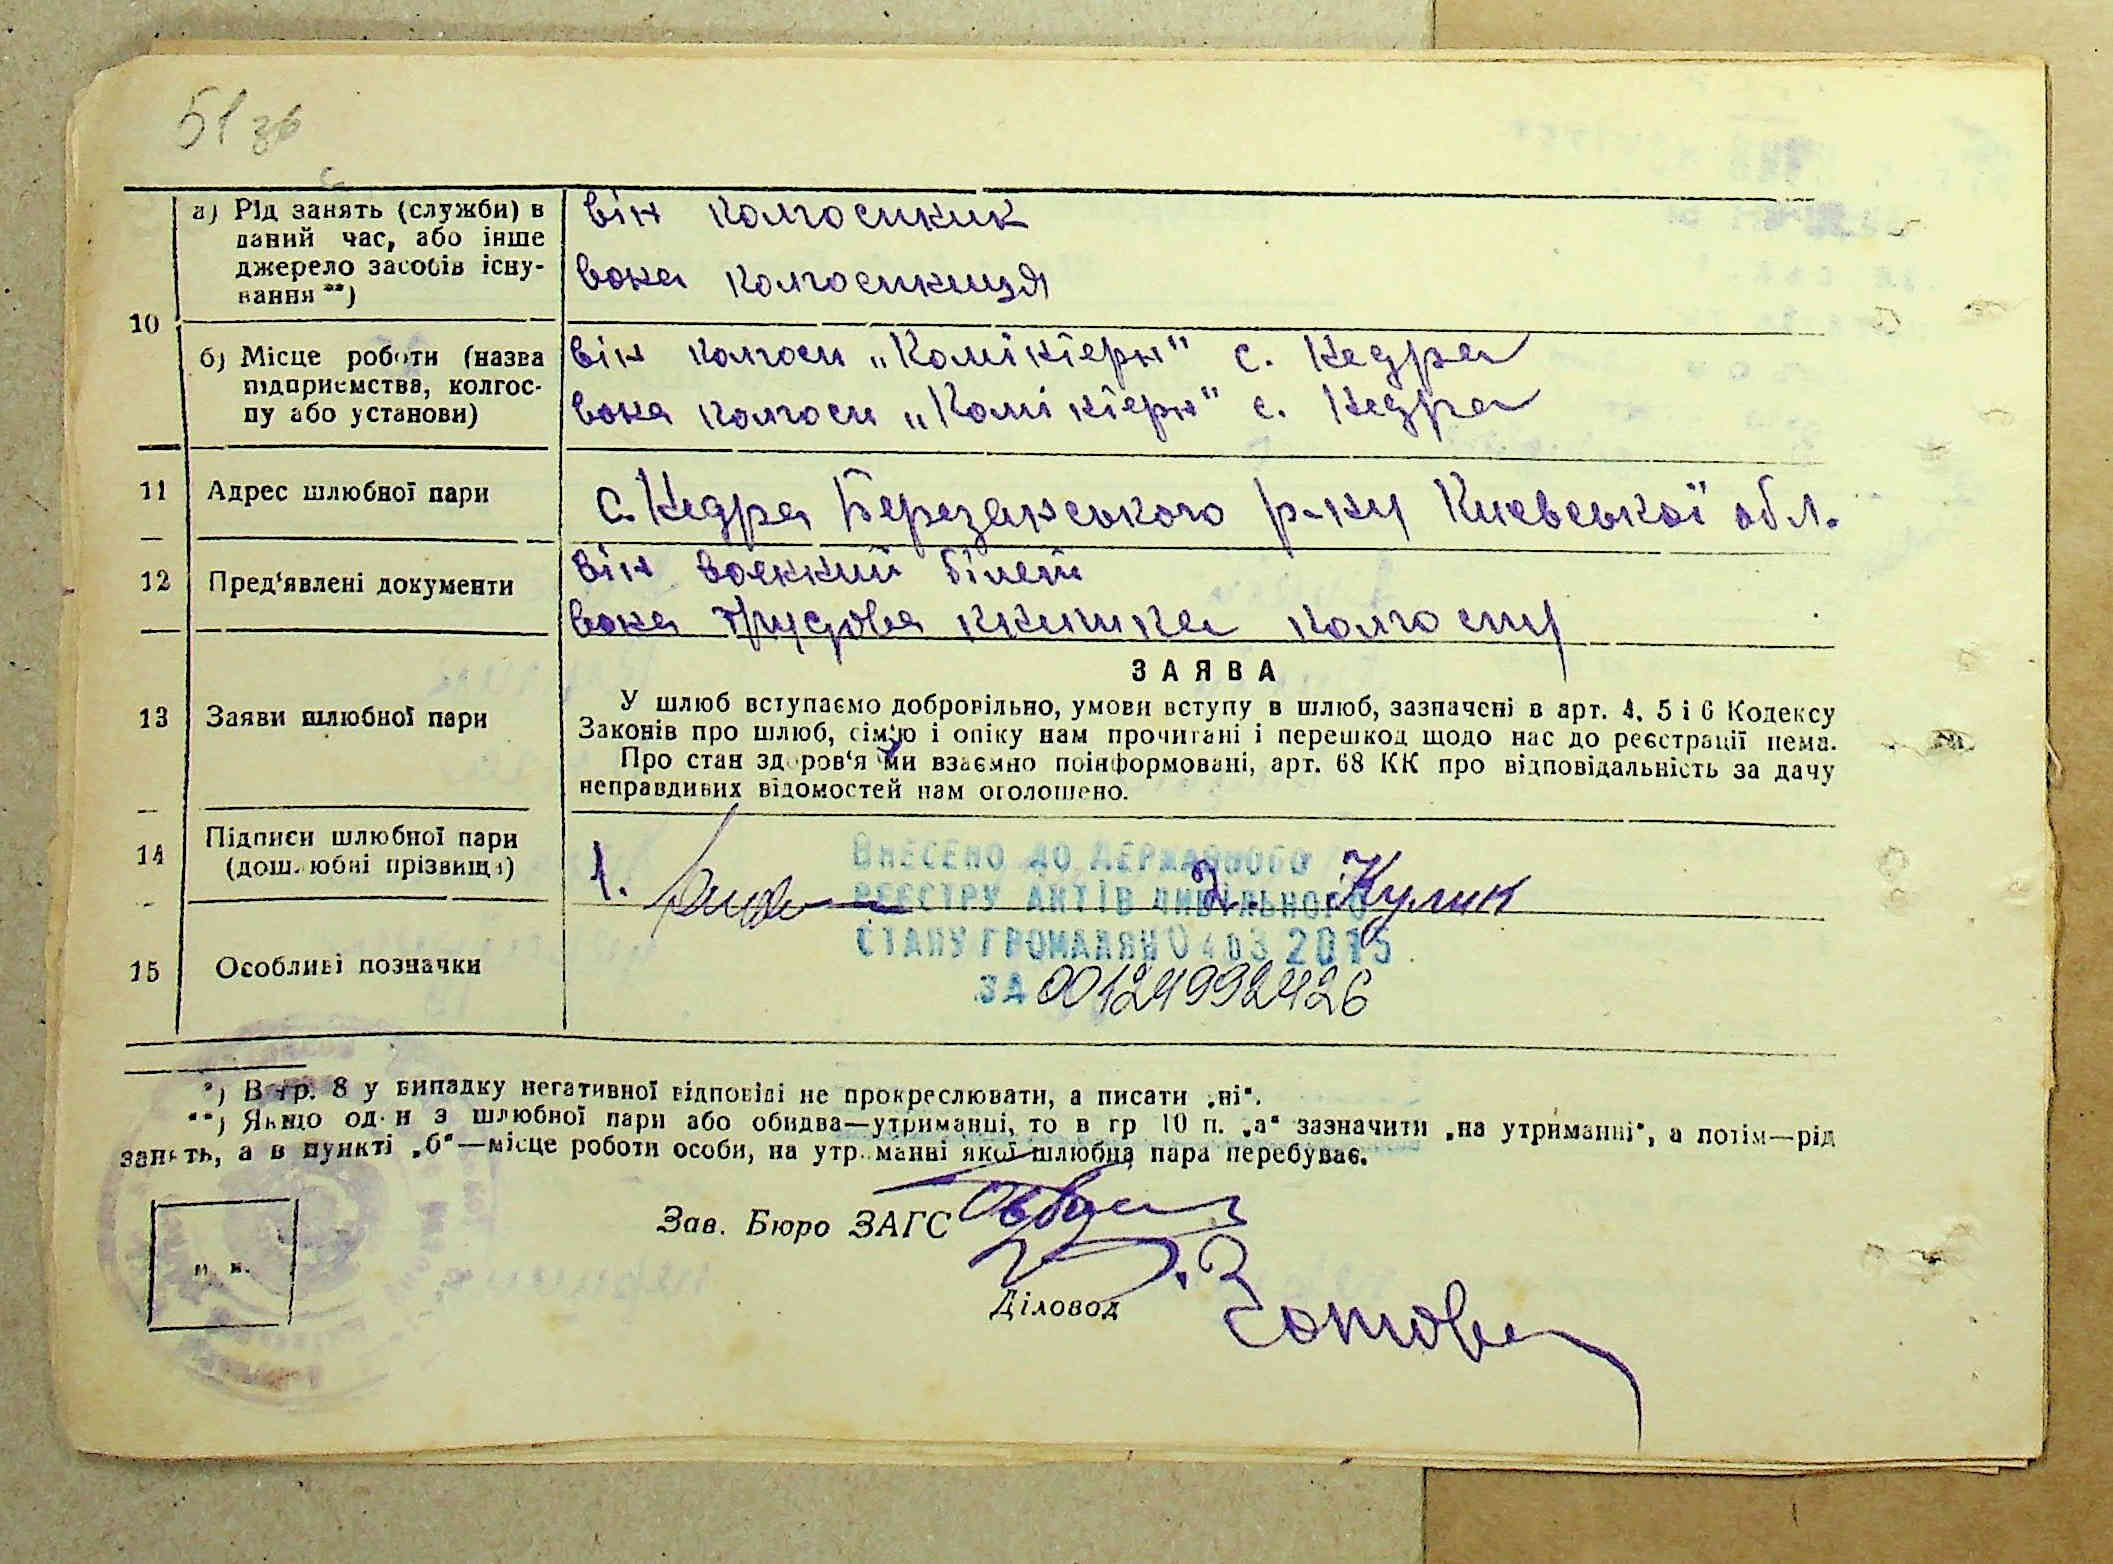 51 зв
10
а) Рід занять (служби) в
даний час, або інше
джерело засобів існу-
вання **)
він колгоспник
вона колгоспниця
б) Місце роботи (назва
підприємства, колгос-
пу або установи)
він колгосп „Комінтерн" с. Недра
вона колгосп „Комінтерн" с. Недра
11 Адрес шлюбної пари
с. Недра Березанського р-ну Києвської обл.
12 Пред'явлені документи
він воєнний білет
вона трудова книжка колгоспу
13 Заяви шлюбної пари
ЗАЯВА
У шлюб вступаємо добровільно, умови вступу в шлюб, зазначені в арт. 4, 5 і 6 Кодексу
Законів про шлюб, сім'ю і опіку нам прочитані і перешкод щодо нас до реєстрації нема.
Про стан здоров'я ми взаємно поінформовані, арт. 68 КК про відповідальність за дачу
неправдивих відомостей нам оголошено.
14 Підписи шлюбної пари
(дошлюбні прізвища)
1. 2. Кулик
ВНЕСЕНО ДО ДЕРЖАВНОГО
РЕЄСТРУ АКТІВ ЦИВІЛЬНОГО
СТАНУ ГРОМАДЯН 04 03 2015
ЗА 00124992426
15 Особливі позначки
*) В гр. 8 у випадку негативної відповіді не прокреслювати, а писати „ні".
**) Якщо один з шлюбної пари або обидва—утриманці, то в гр 10 п. „а" зазначити „на утриманні", а потім—рід
занять, а в пункті „б"—місце роботи особи, на утриманні якої шлюбна пара перебуває.
Зав. Бюро ЗАГС
м. п.
Діловод